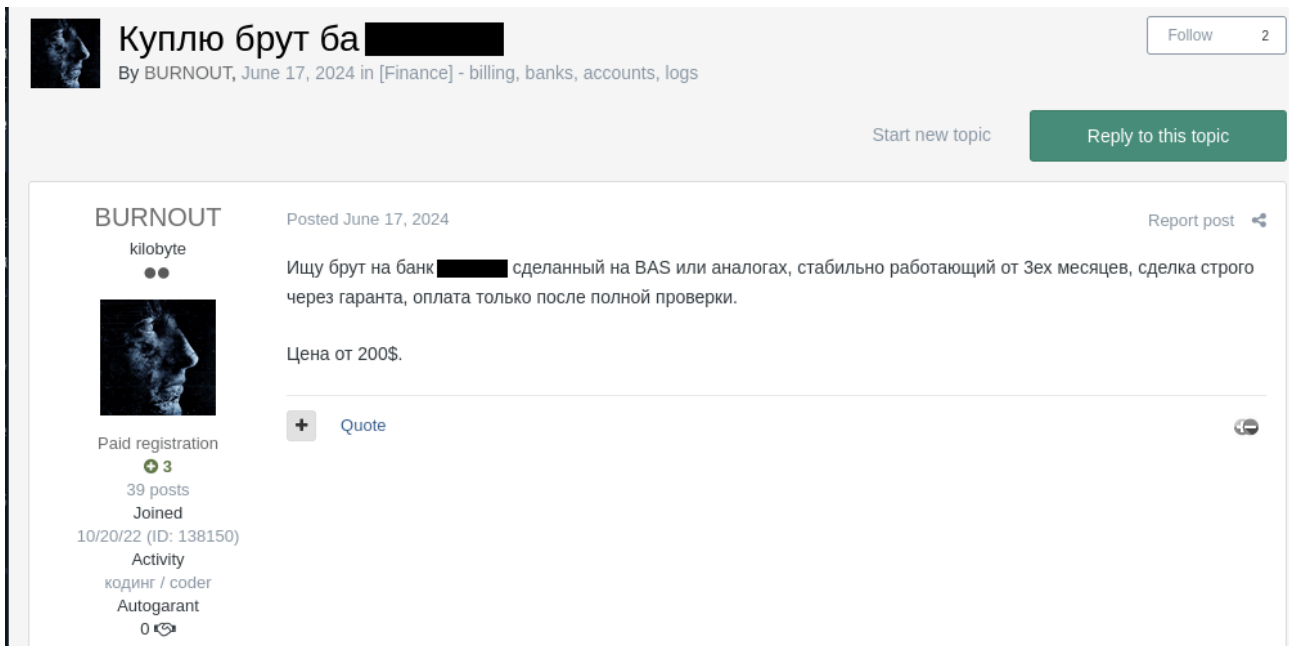 Куплю брут ба
Follow 2
By BURNOUT, June 17, 2024 in [Finance] - billing, banks, accounts, logs
Start new topic
Reply to this topic
BURNOUT
kilobyte
Posted June 17, 2024
Report post
Ищу брут на банк сделанный на BAS или аналогах, стабильно работающий от 3ех месяцев, сделка строго
через гаранта, оплата только после полной проверки.
Цена от 200$.
+ Quote
Paid registration
3
39 posts
Joined
10/20/22 (ID: 138150)
Activity
кодинг / coder
Autogarant
0